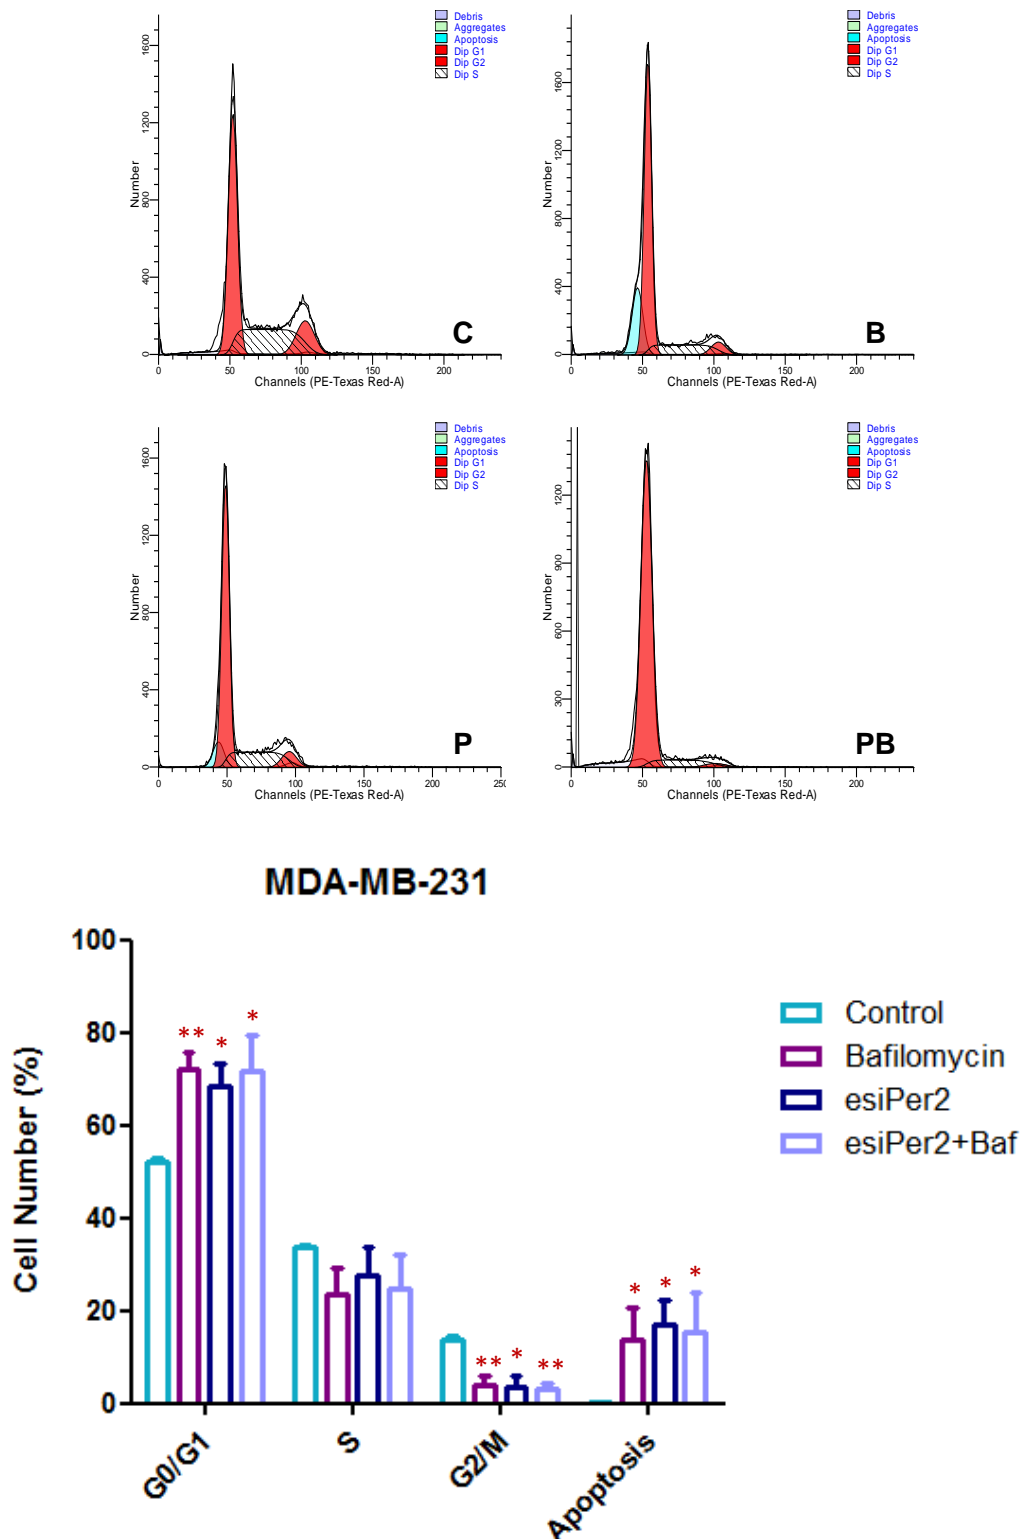 Debris
Aggregates
Apoptosis
Dip G1
Dip G2
Dip S
Number
0 400 800 1200 1600
0 50 100 150 200
Channels (PE-Texas Red-A)
C
Debris
Aggregates
Apoptosis
Dip G1
Dip G2
Dip S
Number
0 400 800 1200 1600
0 50 100 150 200
Channels (PE-Texas Red-A)
B
Debris
Aggregates
Apoptosis
Dip G1
Dip G2
Dip S
Number
0 400 800 1200 1600
0 50 100 150 200 25
Channels (PE-Texas Red-A)
P
Debris
Aggregates
Apoptosis
Dip G1
Dip G2
Dip S
Number
0 300 600 900 1200
0 50 100 150 200
Channels (PE-Texas Red-A)
PB
MDA-MB-231
Cell Number (%)
100
80
60
40
20
0
** * *
** * **
* * *
G0/G1 S G2/M Apoptosis
Control
Bafilomycin
esiPer2
esiPer2+Baf